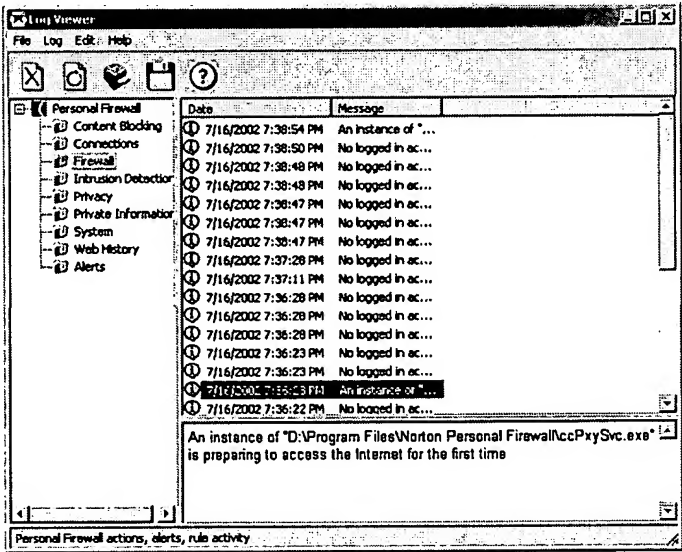 Log Viewer
File Log Edit Help
Personal Firewall
Content Blocking
Connections
Firewall
Intrusion Detection
Privacy
Private Information
System
Web History
Alerts
Date Message
7/16/2002 7:38:54 PM An instance of "...
7/16/2002 7:38:50 PM No logged in ac...
7/16/2002 7:38:48 PM No logged in ac...
7/16/2002 7:38:48 PM No logged in ac...
7/16/2002 7:38:47 PM No logged in ac...
7/16/2002 7:38:47 PM No logged in ac...
7/16/2002 7:38:47 PM No logged in ac...
7/16/2002 7:37:28 PM No logged in ac...
7/16/2002 7:37:11 PM No logged in ac...
7/16/2002 7:36:28 PM No logged in ac...
7/16/2002 7:36:28 PM No logged in ac...
7/16/2002 7:36:28 PM No logged in ac...
7/16/2002 7:36:23 PM No logged in ac...
7/16/2002 7:36:23 PM No logged in ac...
7/16/2002 PM An instance of "...
7/16/2002 7:36:22 PM No logged in ac...
An instance of "D:\Program Files\Norton Personal Firewall\ccPxySvc.exe"
is preparing to access the Internet for the first time
Personal Firewall actions, alerts, rule activity